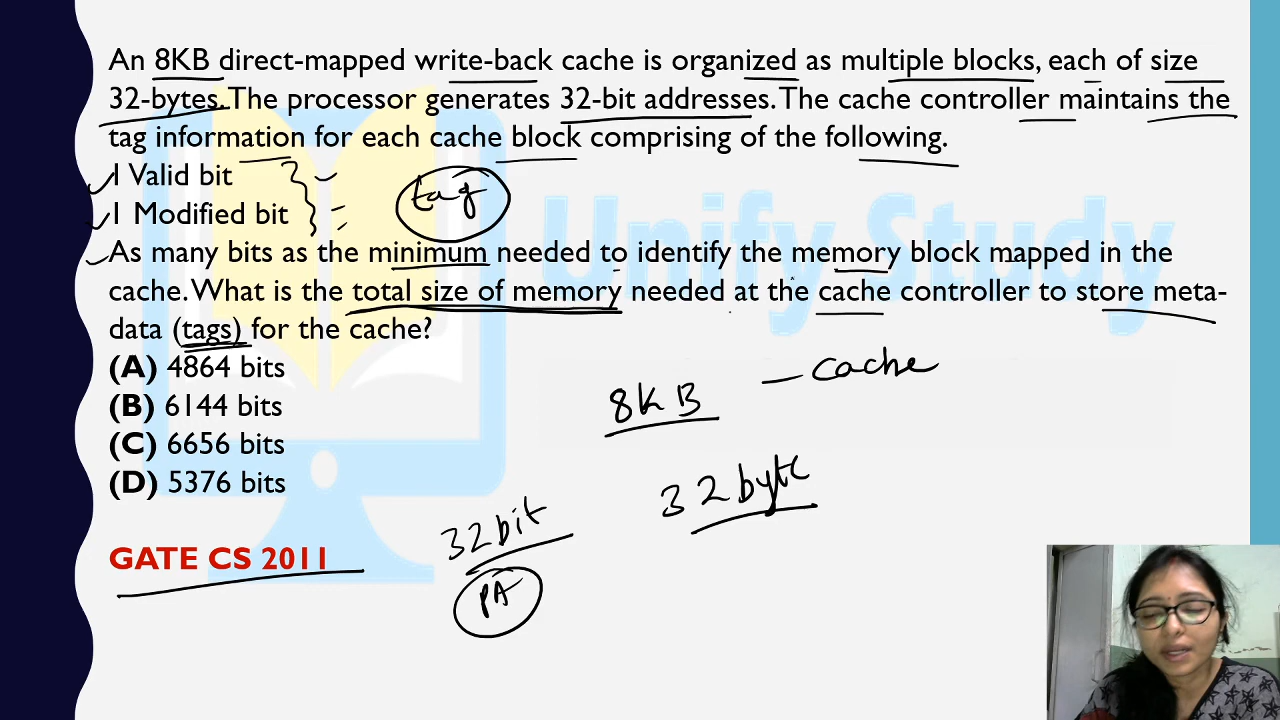 An 8KB direct-mapped write-back cache is organized as multiple blocks, each of size
32-bytes. The processor generates 32-bit addresses. The cache controller maintains the
tag information for each cache block comprising of the following.
1 Valid bit
1 Modified bit
tag
As many bits as the minimum needed to identify the memory block mapped in the
cache. What is the total size of memory needed at the cache controller to store meta-
data (tags) for the cache?
(A) 4864 bits
(B) 6144 bits
(C) 6656 bits
(D) 5376 bits
8KB — cache
32 byte
32 bit
PA
GATE CS 2011
Unify Study